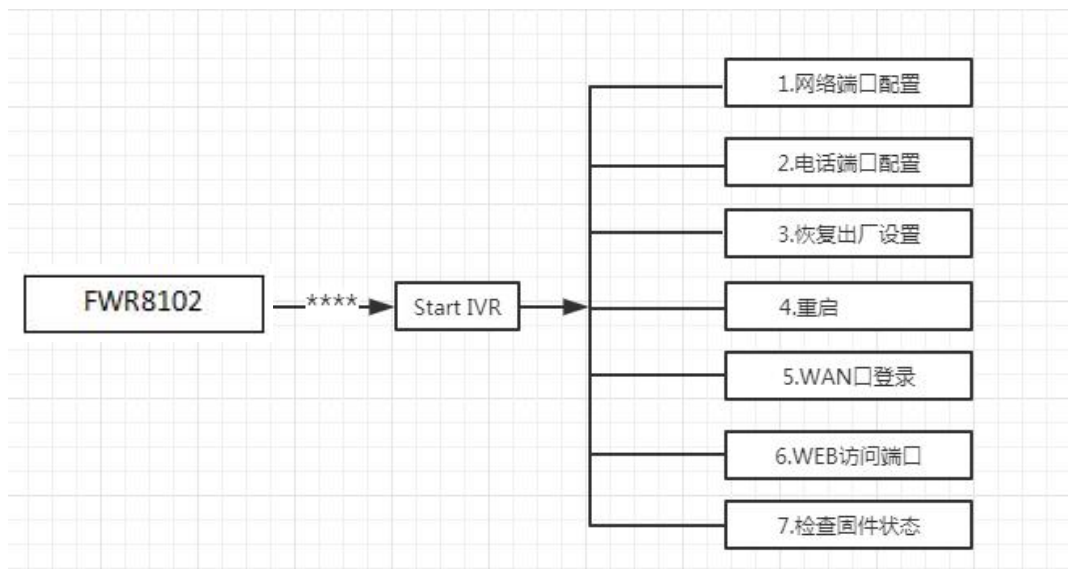 1.网络端口配置
2.电话端口配置
3.恢复出厂设置
FWR8102
****
Start IVR
4.重启
5.WAN口登录
6.WEB访问端口
7.检查固件状态